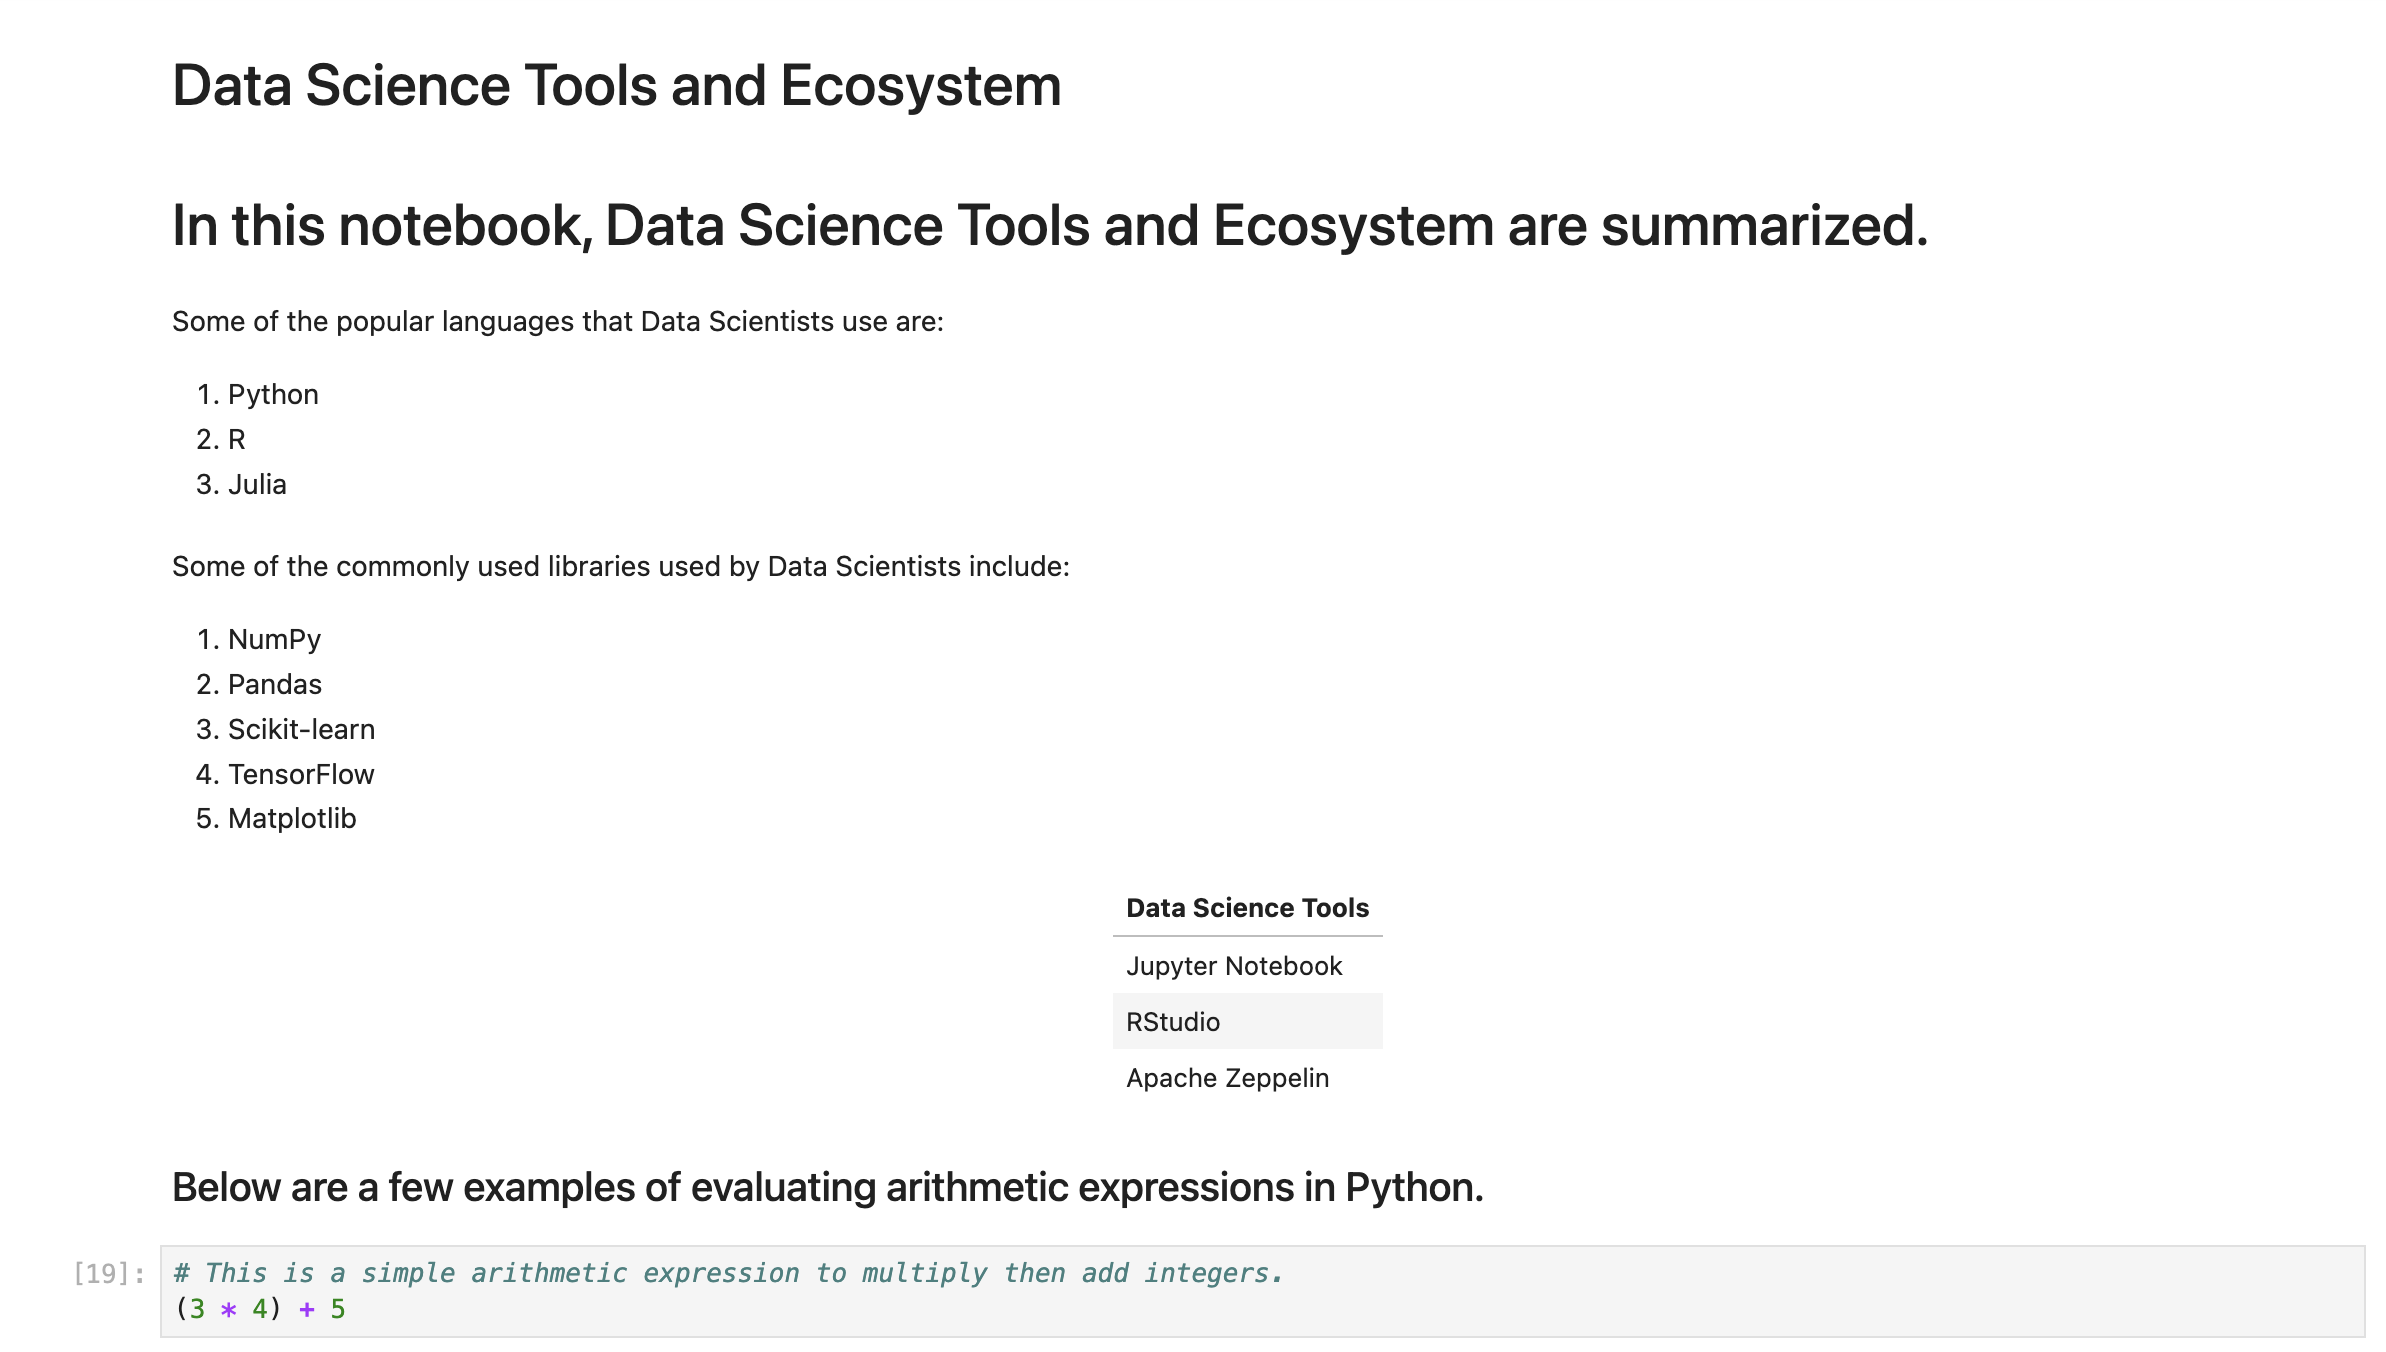 Data Science Tools and Ecosystem
In this notebook, Data Science Tools and Ecosystem are summarized.
Some of the popular languages that Data Scientists use are:
1. Python
2. R
3. Julia
Some of the commonly used libraries used by Data Scientists include:
1. NumPy
2. Pandas
3. Scikit-learn
4. TensorFlow
5. Matplotlib
Data Science Tools
Jupyter Notebook
RStudio
Apache Zeppelin
Below are a few examples of evaluating arithmetic expressions in Python.
[19]: # This is a simple arithmetic expression to multiply then add integers.
(3 * 4) + 5